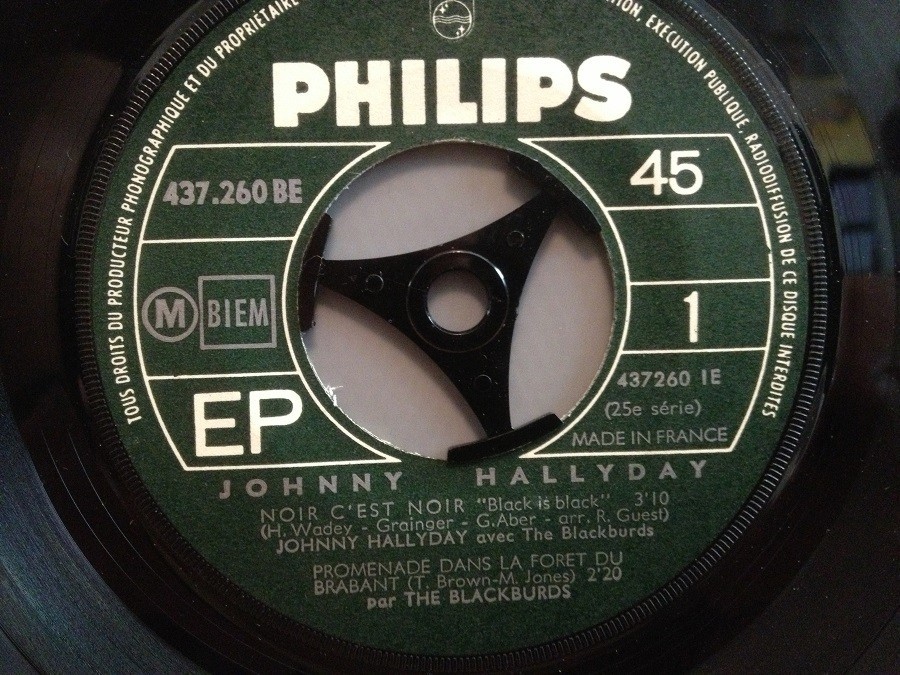 TOUS DROITS DU PRODUCTEUR PHONOGRAPHIQUE ET DU PROPRIÉTAIRE
EXECUTION PUBLIQUE, RADIODIFFUSION DE CE DISQUE INTERDITES
PHILIPS
437.260 BE
45
M BIEM
1
EP
437260 1E
(25e série)
MADE IN FRANCE
JOHNNY HALLYDAY
NOIR C'EST NOIR "Black is black" 3'10
(H. Wadey - Grainger - G.Aber - arr. R. Guest)
JOHNNY HALLYDAY avec The Blackburds
PROMENADE DANS LA FORET DU
BRABANT (T. Brown-M. Jones) 2'20
par THE BLACKBURDS